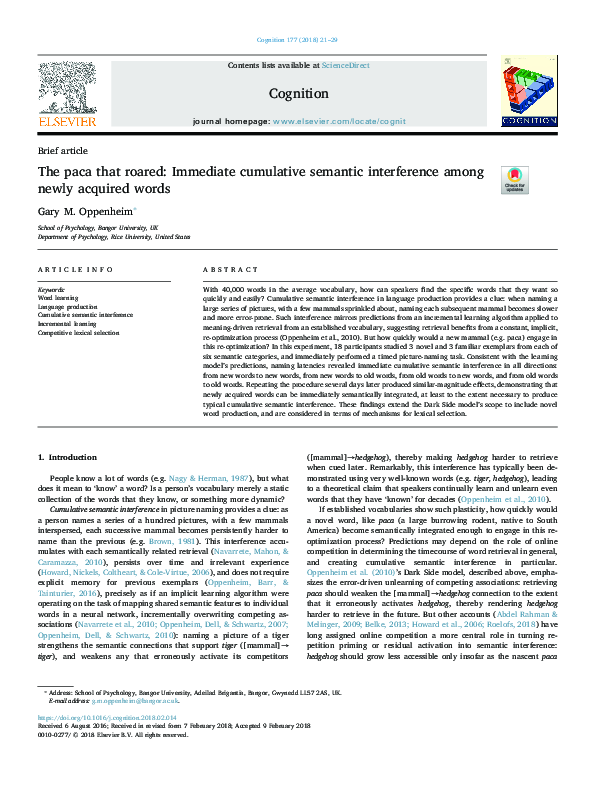 Cognition 177 (2018) 21–29
Contents lists available at ScienceDirect
Cognition
journal homepage: www.elsevier.com/locate/cognit
ELSEVIER
COGNITION
Brief article
The paca that roared: Immediate cumulative semantic interference among
newly acquired words
Check for
updates
Gary M. Oppenheim*
School of Psychology, Bangor University, UK
Department of Psychology, Rice University, United States
ARTICLE INFO
Keywords:
Word learning
Language production
Cumulative semantic interference
Incremental learning
Competitive lexical selection
ABSTRACT
With 40,000 words in the average vocabulary, how can speakers find the specific words that they want so
quickly and easily? Cumulative semantic interference in language production provides a clue: when naming a
large series of pictures, with a few mammals sprinkled about, naming each subsequent mammal becomes slower
and more error-prone. Such interference mirrors predictions from an incremental learning algorithm applied to
meaning-driven retrieval from an established vocabulary, suggesting retrieval benefits from a constant, implicit,
re-optimization process (Oppenheim et al., 2010). But how quickly would a new mammal (e.g. paca) engage in
this re-optimization? In this experiment, 18 participants studied 3 novel and 3 familiar exemplars from each of
six semantic categories, and immediately performed a timed picture-naming task. Consistent with the learning
model's predictions, naming latencies revealed immediate cumulative semantic interference in all directions:
from new words to new words, from new words to old words, from old words to new words, and from old words
to old words. Repeating the procedure several days later produced similar-magnitude effects, demonstrating that
newly acquired words can be immediately semantically integrated, at least to the extent necessary to produce
typical cumulative semantic interference. These findings extend the Dark Side model's scope to include novel
word production, and are considered in terms of mechanisms for lexical selection.
1. Introduction
People know a lot of words (e.g. Nagy & Herman, 1987), but what
does it mean to 'know' a word? Is a person's vocabulary merely a static
collection of the words that they know, or something more dynamic?
Cumulative semantic interference in picture naming provides a clue: as
a person names a series of a hundred pictures, with a few mammals
interspersed, each successive mammal becomes persistently harder to
name than the previous (e.g. Brown, 1981). This interference accu-
mulates with each semantically related retrieval (Navarrete, Mahon, &
Caramazza, 2010), persists over time and irrelevant experience
(Howard, Nickels, Coltheart, & Cole-Virtue, 2006), and does not require
explicit memory for previous exemplars (Oppenheim, Barr, &
Tainturier, 2016), precisely as if an implicit learning algorithm were
operating on the task of mapping shared semantic features to individual
words in a neural network, incrementally overwriting competing as-
sociations (Navarrete et al., 2010; Oppenheim, Dell, & Schwartz, 2007;
Oppenheim, Dell, & Schwartz, 2010): naming a picture of a tiger
strengthens the semantic connections that support tiger ([mammal]→
tiger), and weakens any that erroneously activate its competitors
([mammal]→hedgehog), thereby making hedgehog harder to retrieve
when cued later. Remarkably, this interference has typically been de-
monstrated using very well-known words (e.g. tiger, hedgehog), leading
to a theoretical claim that speakers continually learn and unlearn even
words that they have 'known' for decades (Oppenheim et al., 2010).
If established vocabularies show such plasticity, how quickly would
a novel word, like paca (a large burrowing rodent, native to South
America) become semantically integrated enough to engage in this re-
optimization process? Predictions may depend on the role of online
competition in determining the timecourse of word retrieval in general,
and creating cumulative semantic interference in particular.
Oppenheim et al. (2010)'s Dark Side model, described above, empha-
sizes the error-driven unlearning of competing associations: retrieving
paca should weaken the [mammal]→hedgehog connection to the extent
that it erroneously activates hedgehog, thereby rendering hedgehog
harder to retrieve in the future. But other accounts (Abdel Rahman &
Melinger, 2009; Belke, 2013; Howard et al., 2006; Roelofs, 2018) have
long assigned online competition a more central role in turning re-
petition priming or residual activation into semantic interference:
hedgehog should grow less accessible only insofar as the nascent paca
* Address: School of Psychology, Bangor University, Adeilad Brigantia, Bangor, Gwynedd LL57 2AS, UK.
E-mail address: g.m.oppenheim@bangor.ac.uk.
https://doi.org/10.1016/j.cognition.2018.02.014
Received 6 August 2016; Received in revised form 7 February 2018; Accepted 9 February 2018
0010-0277/ © 2018 Elsevier B.V. All rights reserved.